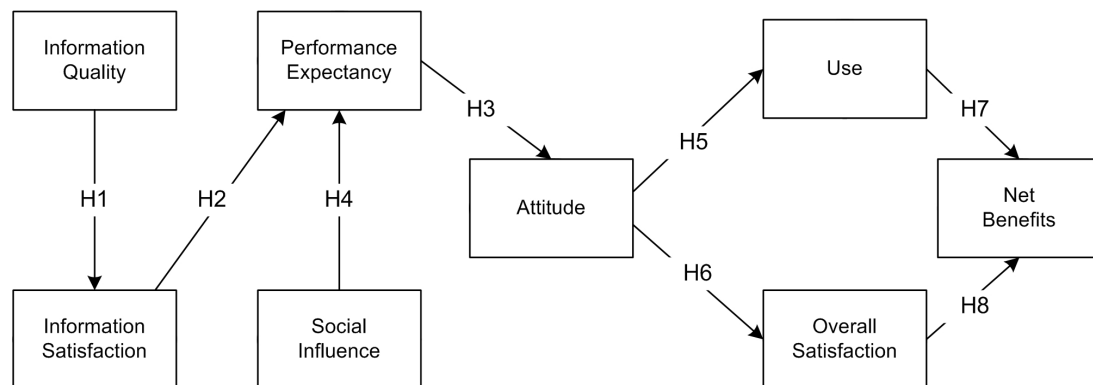 Information
Quality
Performance
Expectancy
Use
H3
H7
H5
H1
H2
H4
Attitude
Net
Benefits
H6
H8
Information
Satisfaction
Social
Influence
Overall
Satisfaction